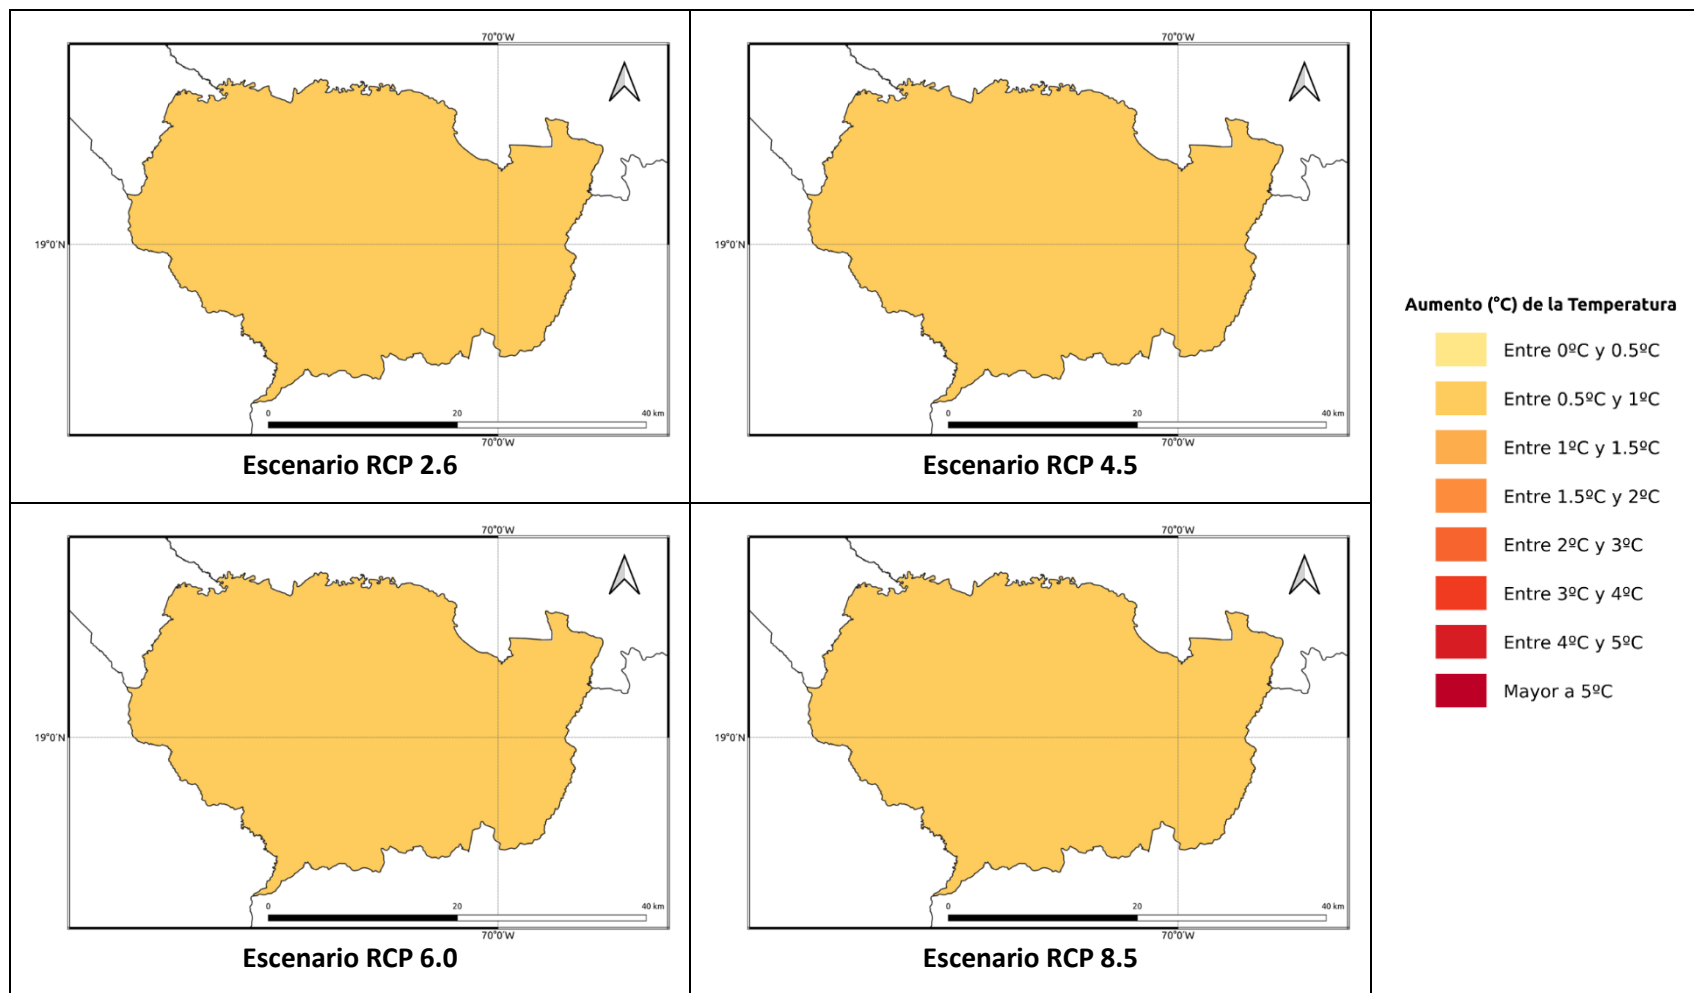 70°0'W
19°0'N
0 20 40 km
70°0'W
Escenario RCP 2.6
70°0'W
0 20 40 km
70°0'W
Escenario RCP 4.5
70°0'W
19°0'N
0 20 40 km
70°0'W
Escenario RCP 6.0
70°0'W
0 20 40 km
70°0'W
Escenario RCP 8.5
Aumento (°C) de la Temperatura
Entre 0ºC y 0.5ºC
Entre 0.5ºC y 1ºC
Entre 1ºC y 1.5ºC
Entre 1.5ºC y 2ºC
Entre 2ºC y 3ºC
Entre 3ºC y 4ºC
Entre 4ºC y 5ºC
Mayor a 5ºC